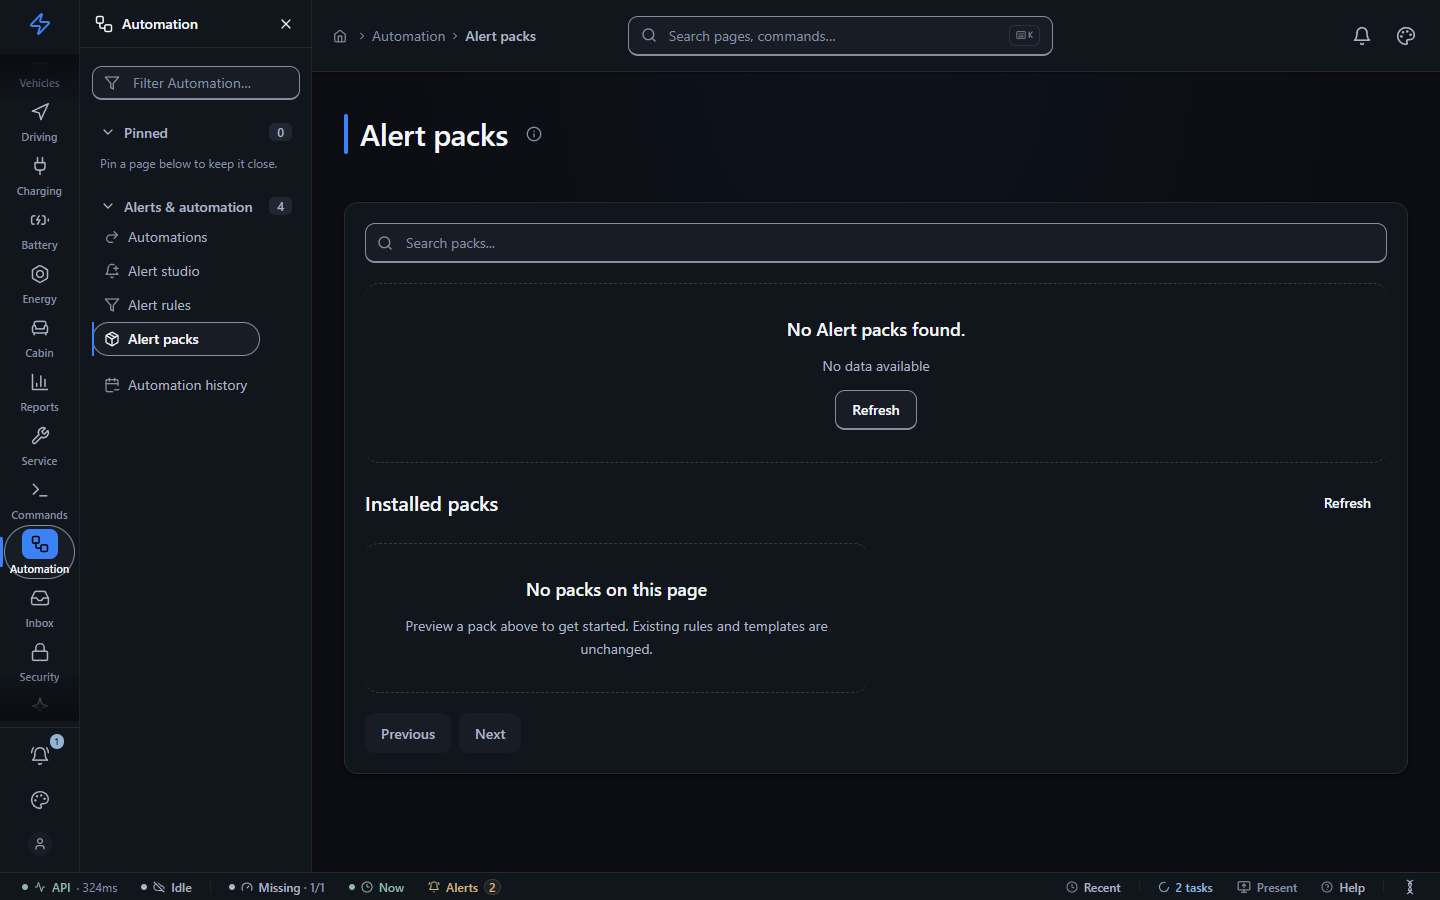 Automation
Automation
Alert packs
Search pages, commands...
K
Vehicles
Driving
Charging
Battery
Energy
Cabin
Reports
Service
Commands
Automation
Inbox
Security
1
Filter Automation...
Pinned
0
Pin a page below to keep it close.
Alerts & automation
4
Automations
Alert studio
Alert rules
Alert packs
Automation history
Alert packs
Search packs...
No Alert packs found.
No data available
Refresh
Installed packs
Refresh
No packs on this page
Preview a pack above to get started. Existing rules and templates are
unchanged.
Previous
Next
API · 324ms
Idle
Missing · 1/1
Now
Alerts 2
Recent
2 tasks
Present
Help